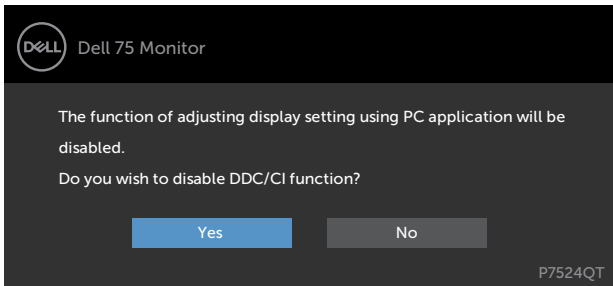 DELL
Dell 75 Monitor
The function of adjusting display setting using PC application will be
disabled.
Do you wish to disable DDC/CI function?
Yes
No
P7524QT